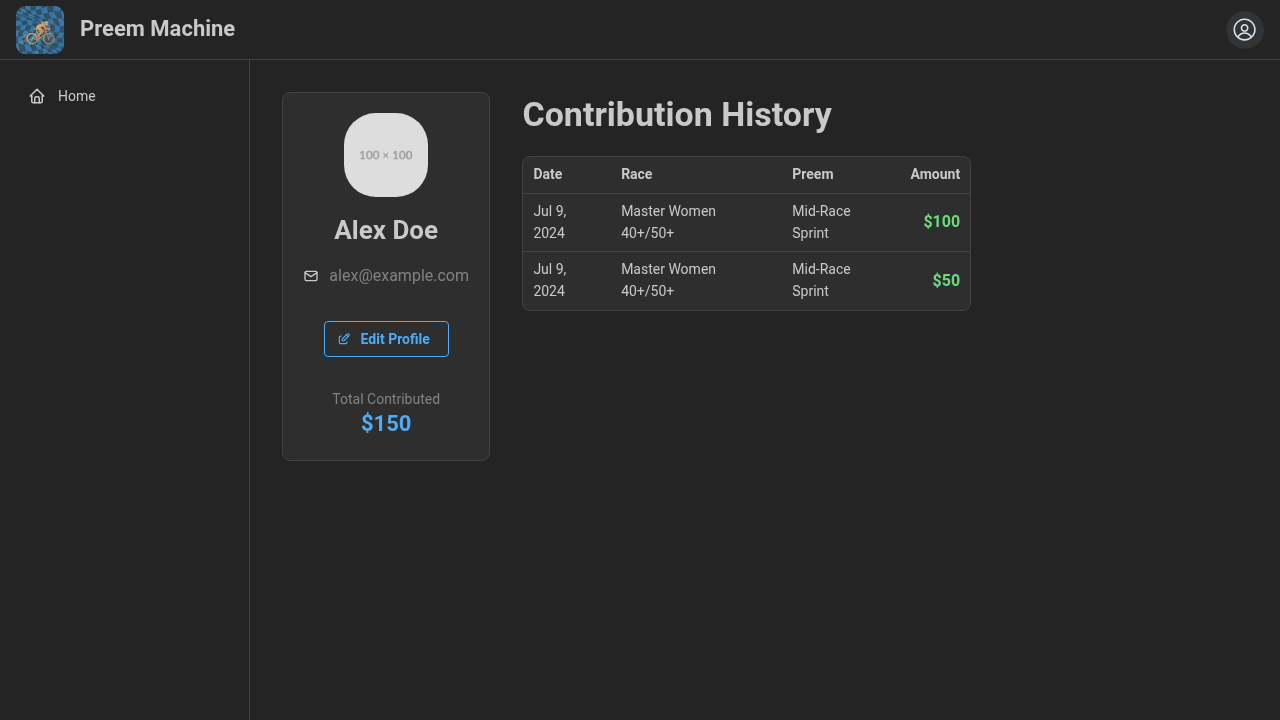 Preem Machine
Home
100 × 100
Alex Doe
alex@example.com
Edit Profile
Total Contributed
$150
Contribution History
Date Race Preem Amount
Jul 9, 2024 Master Women 40+/50+ Mid-Race Sprint $100
Jul 9, 2024 Master Women 40+/50+ Mid-Race Sprint $50